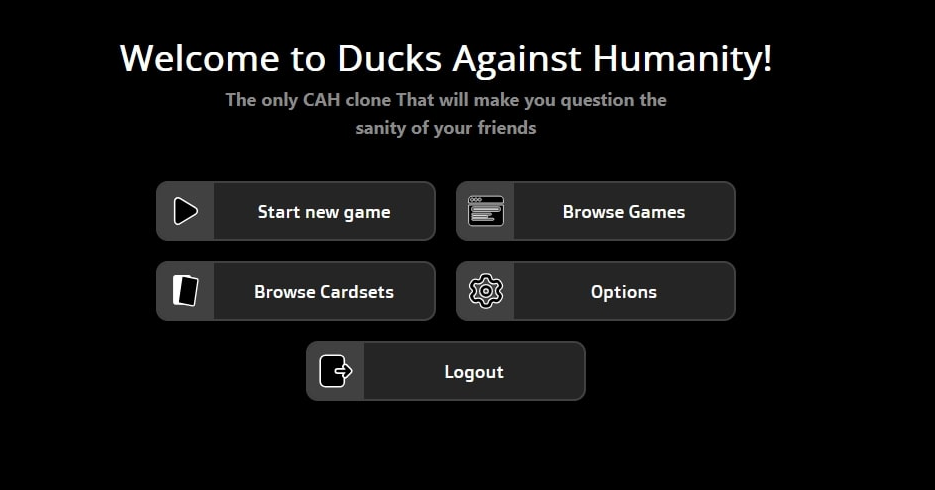 Welcome to Ducks Against Humanity!
The only CAH clone That will make you question the
sanity of your friends
Start new game
Browse Games
Browse Cardsets
Options
Logout